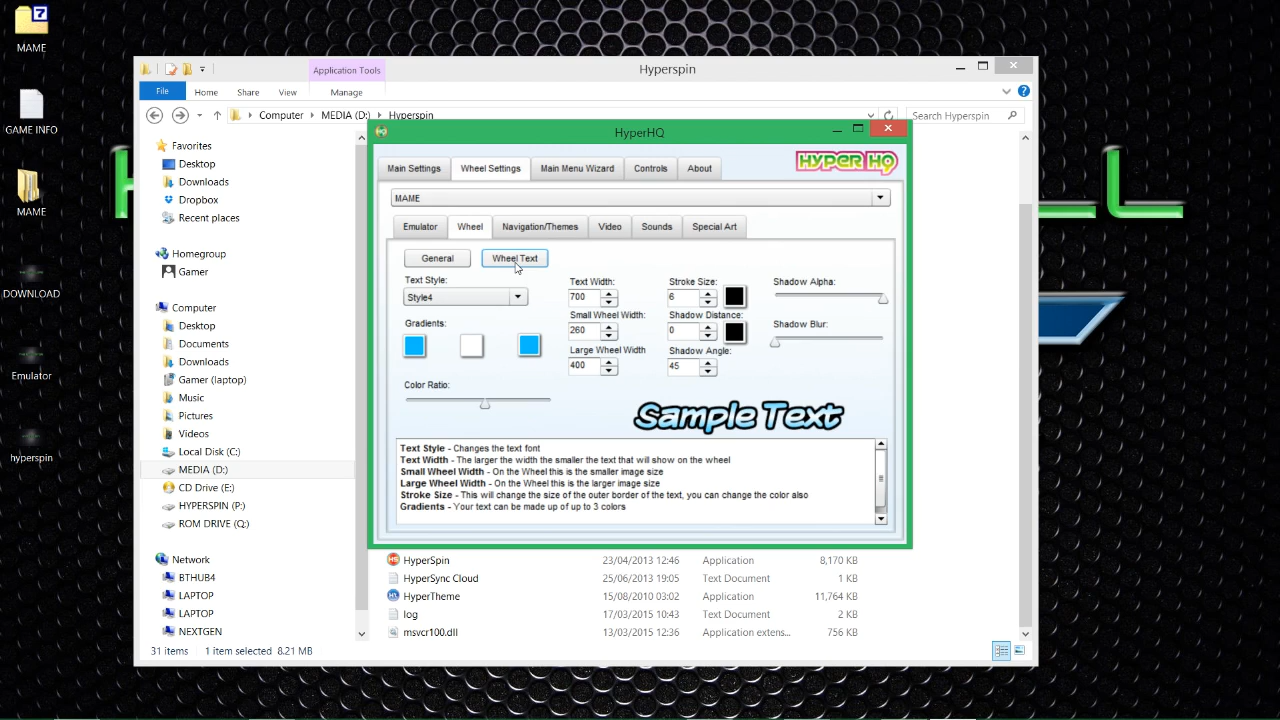 MAME
GAME INFO
MAME
DOWNLOAD
Emulator
hyperspin
Application Tools
Hyperspin
File
Home
Share
View
Manage
Computer
MEDIA (D:)
Hyperspin
Search Hyperspin
Favorites
Desktop
Downloads
Dropbox
Recent places
Homegroup
Gamer
Computer
Desktop
Documents
Downloads
Gamer (laptop)
Music
Pictures
Videos
Local Disk (C:)
MEDIA (D:)
CD Drive (E:)
HYPERSPIN (P:)
ROM DRIVE (Q:)
Network
BTHUB4
LAPTOP
LAPTOP
NEXTGEN
HyperHQ
Main Settings
Wheel Settings
Main Menu Wizard
Controls
About
HYPER HQ
MAME
Emulator
Wheel
Navigation/Themes
Video
Sounds
Special Art
General
Wheel Text
Text Style:
Style4
Gradients:
Color Ratio:
Text Width:
700
Small Wheel Width:
260
Large Wheel Width
400
Stroke Size:
6
Shadow Distance:
0
Shadow Angle:
45
Shadow Alpha:
Shadow Blur:
Sample Text
Text Style - Changes the text font
Text Width - The larger the width the smaller the text that will show on the wheel
Small Wheel Width - On the Wheel this is the smaller image size
Large Wheel Width - On the Wheel this is the larger image size
Stroke Size - This will change the size of the outer border of the text, you can change the color also
Gradients - Your text can be made up of up to 3 colors
HyperSpin 23/04/2013 12:46 Application 8,170 KB
HyperSync Cloud 25/06/2013 19:05 Text Document 1 KB
HyperTheme 15/08/2010 03:02 Application 11,764 KB
log 17/03/2015 10:43 Text Document 2 KB
msvcr100.dll 13/03/2015 12:36 Application extens... 756 KB
31 items 1 item selected 8.21 MB